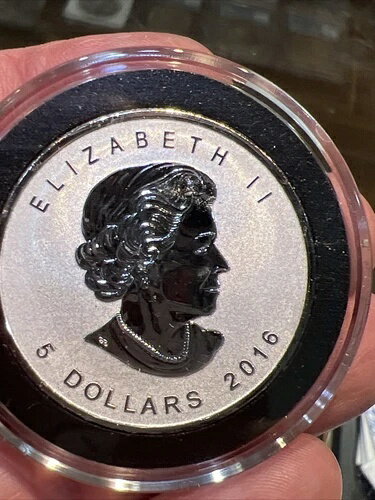 ELIZABETH II
5 DOLLARS 2016